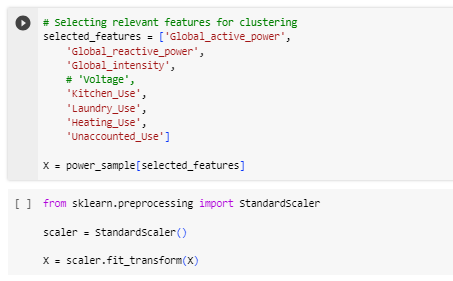 # Selecting relevant features for clustering
selected_features = ['Global_active_power',
    'Global_reactive_power',
    'Global_intensity',
    # 'Voltage',
    'Kitchen_Use',
    'Laundry_Use',
    'Heating_Use',
    'Unaccounted_Use']

X = power_sample[selected_features]

[ ] from sklearn.preprocessing import StandardScaler

scaler = StandardScaler()

X = scaler.fit_transform(X)